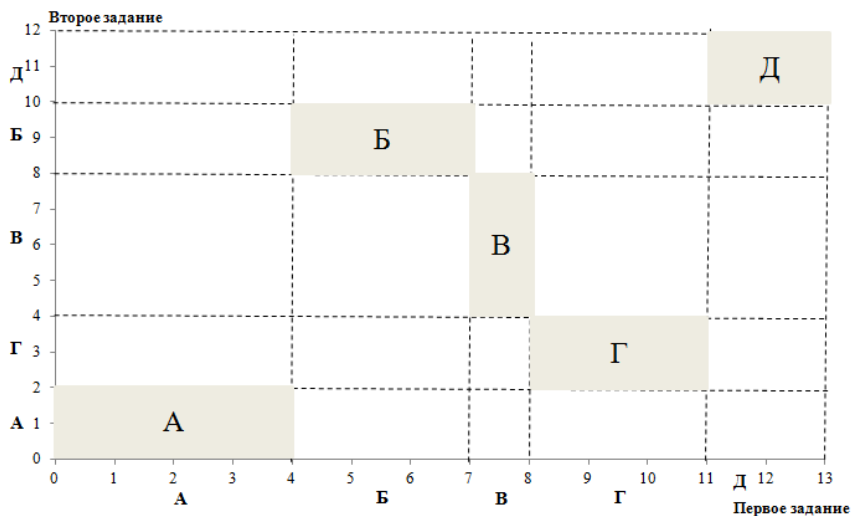 Второе задание
12
Д
11
Д
10
Б
9
Б
8
7
В
6
В
5
4
Г
3
Г
2
А
1
А
0
0 1 2 3 4 5 6 7 8 9 10 11 12 13
А Б В Г Д
Первое задание